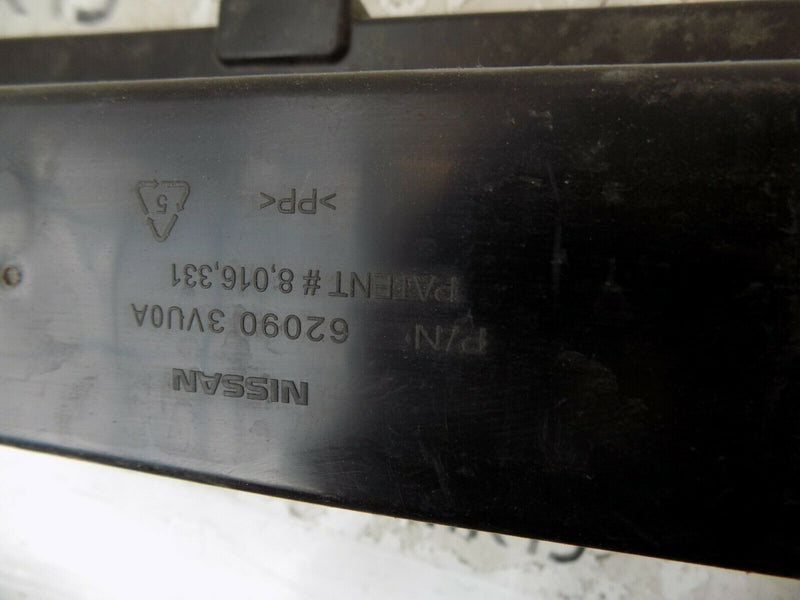 NISSAN
P/N 62090 3VU0A
PATENT # 8,016,331
>PP<
5